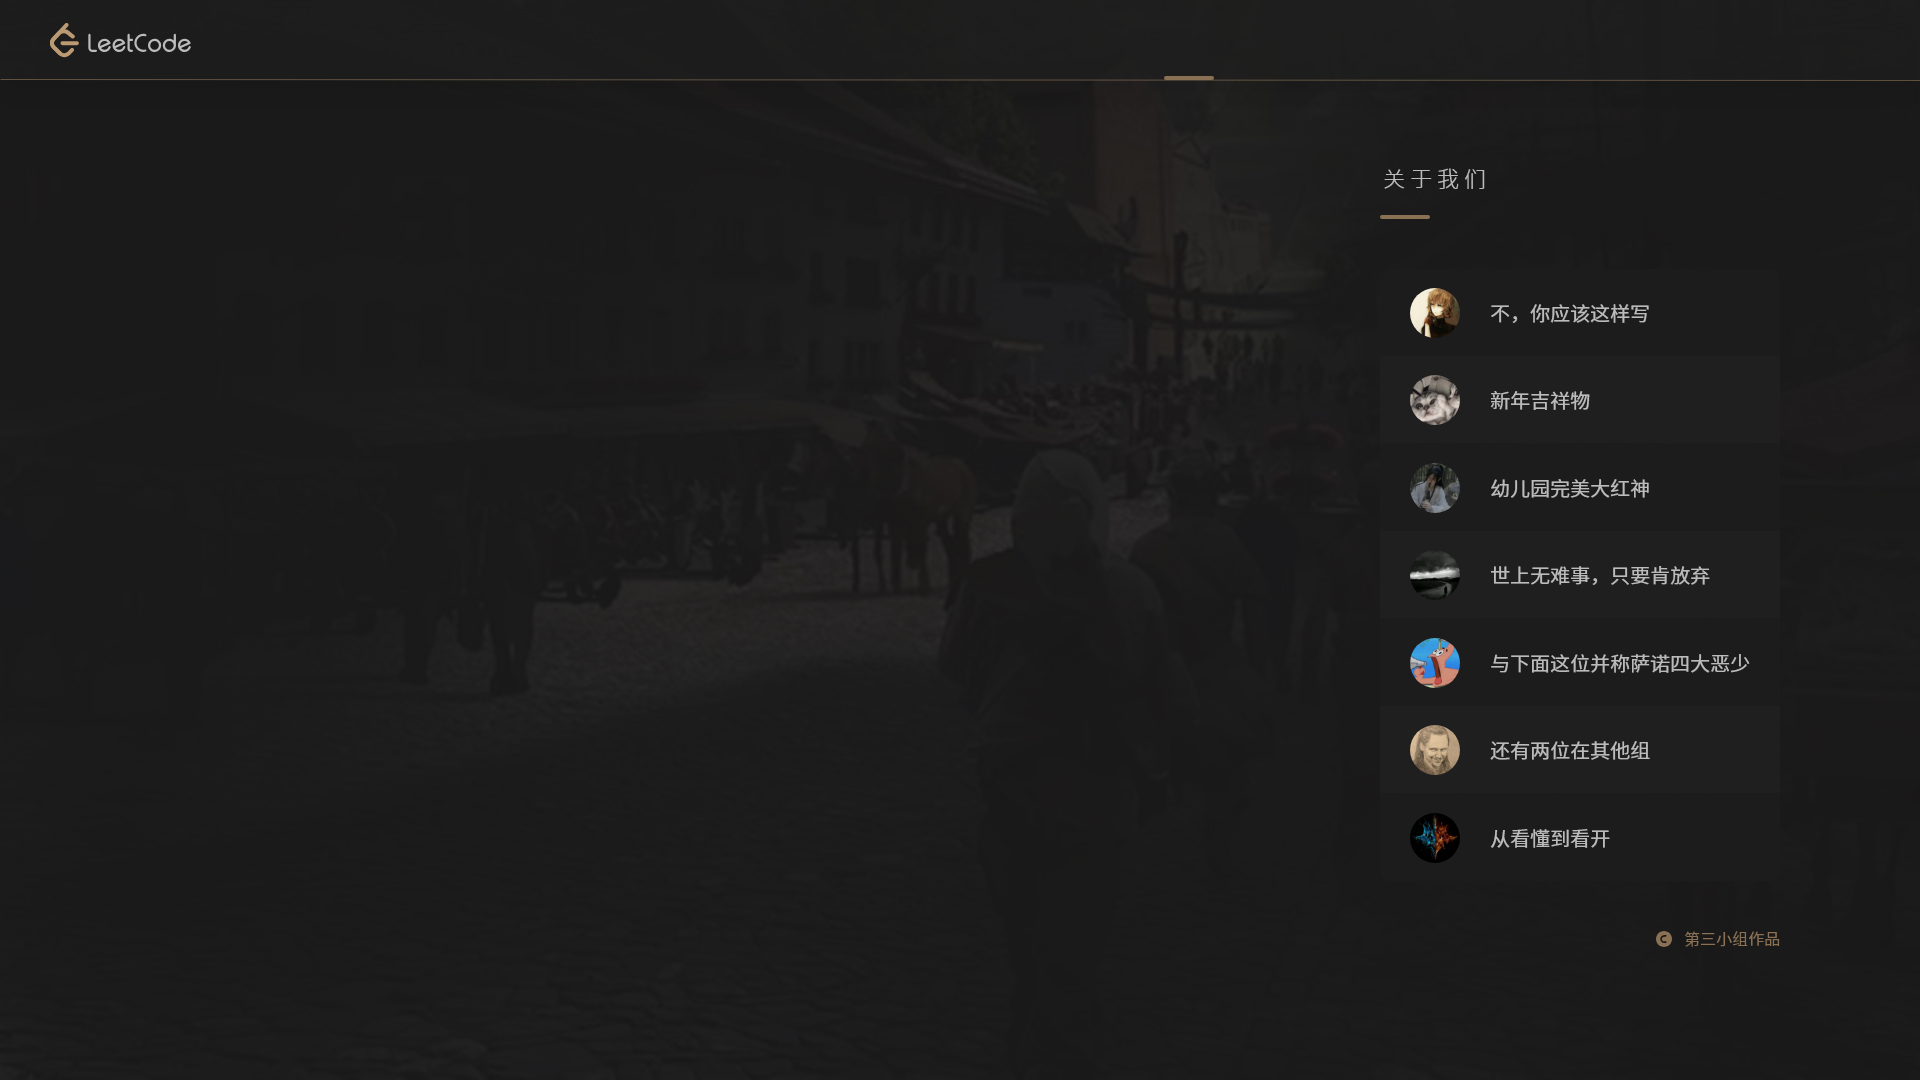 LeetCode
关于我们
不，你应该这样写
新年吉祥物
幼儿园完美大红神
世上无难事，只要肯放弃
与下面这位并称萨诺四大恶少
还有两位在其他组
从看懂到看开
第三小组作品